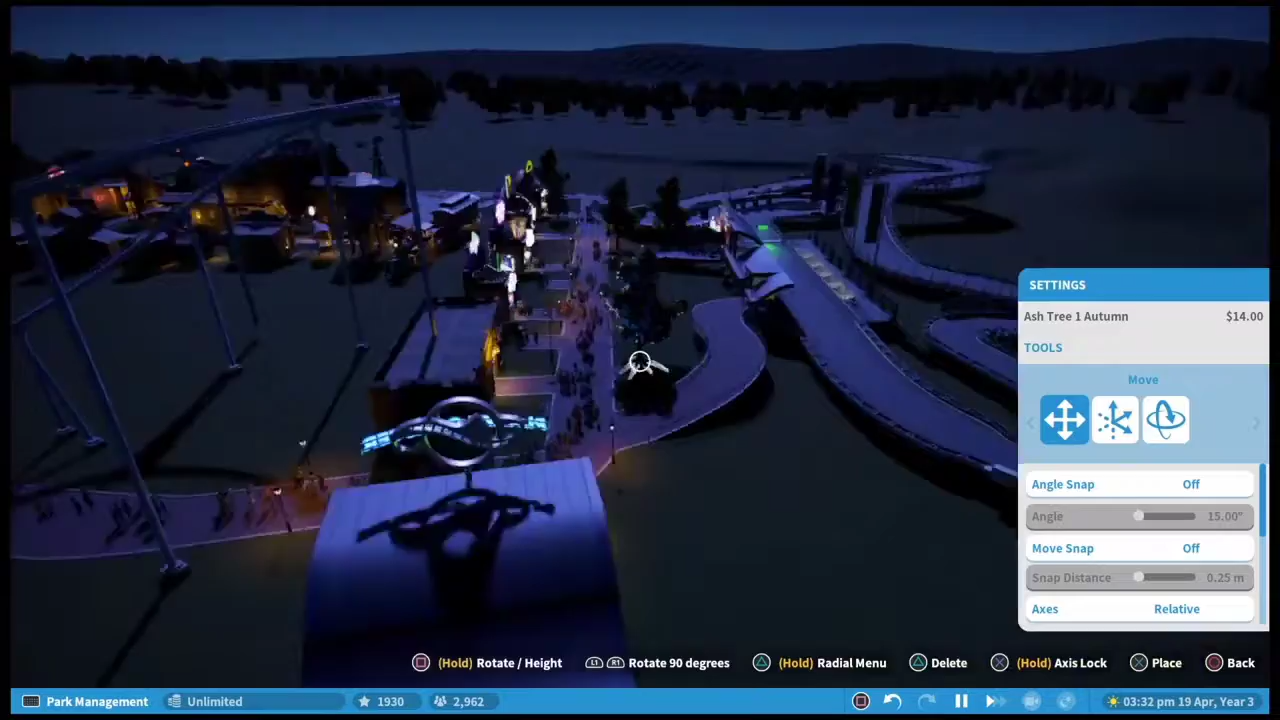 SETTINGS
Ash Tree 1 Autumn $14.00
TOOLS
Move
Angle Snap Off
Angle 15.00°
Move Snap Off
Snap Distance 0.25 m
Axes Relative
(Hold) Rotate / Height L1 R1 Rotate 90 degrees (Hold) Radial Menu Delete (Hold) Axis Lock Place Back
Park Management Unlimited 1930 2,962 03:32 pm 19 Apr, Year 3